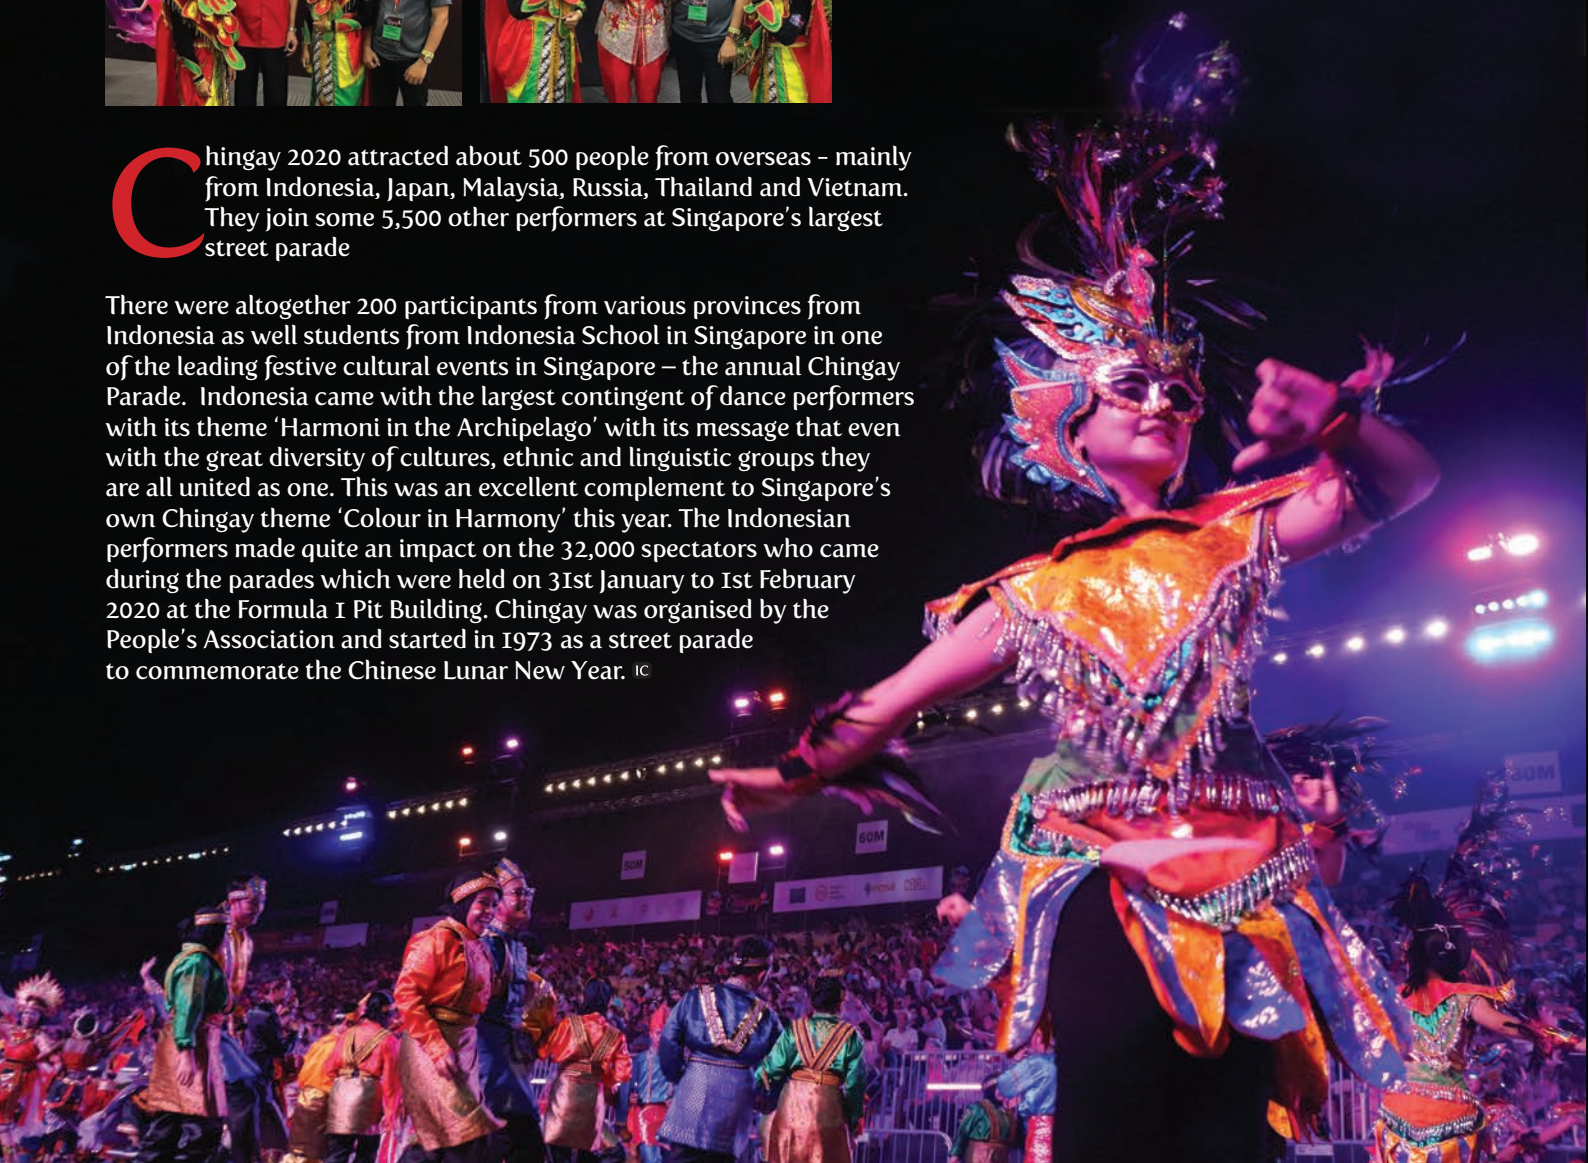 Chingay 2020 attracted about 500 people from overseas – mainly
from Indonesia, Japan, Malaysia, Russia, Thailand and Vietnam.
They join some 5,500 other performers at Singapore's largest
street parade
There were altogether 200 participants from various provinces from
Indonesia as well students from Indonesia School in Singapore in one
of the leading festive cultural events in Singapore – the annual Chingay
Parade. Indonesia came with the largest contingent of dance performers
with its theme ‘Harmoni in the Archipelago’ with its message that even
with the great diversity of cultures, ethnic and linguistic groups they
are all united as one. This was an excellent complement to Singapore's
own Chingay theme ‘Colour in Harmony’ this year. The Indonesian
performers made quite an impact on the 32,000 spectators who came
during the parades which were held on 31st January to 1st February
2020 at the Formula 1 Pit Building. Chingay was organised by the
People's Association and started in 1973 as a street parade
to commemorate the Chinese Lunar New Year. IC
60M
60M
50M